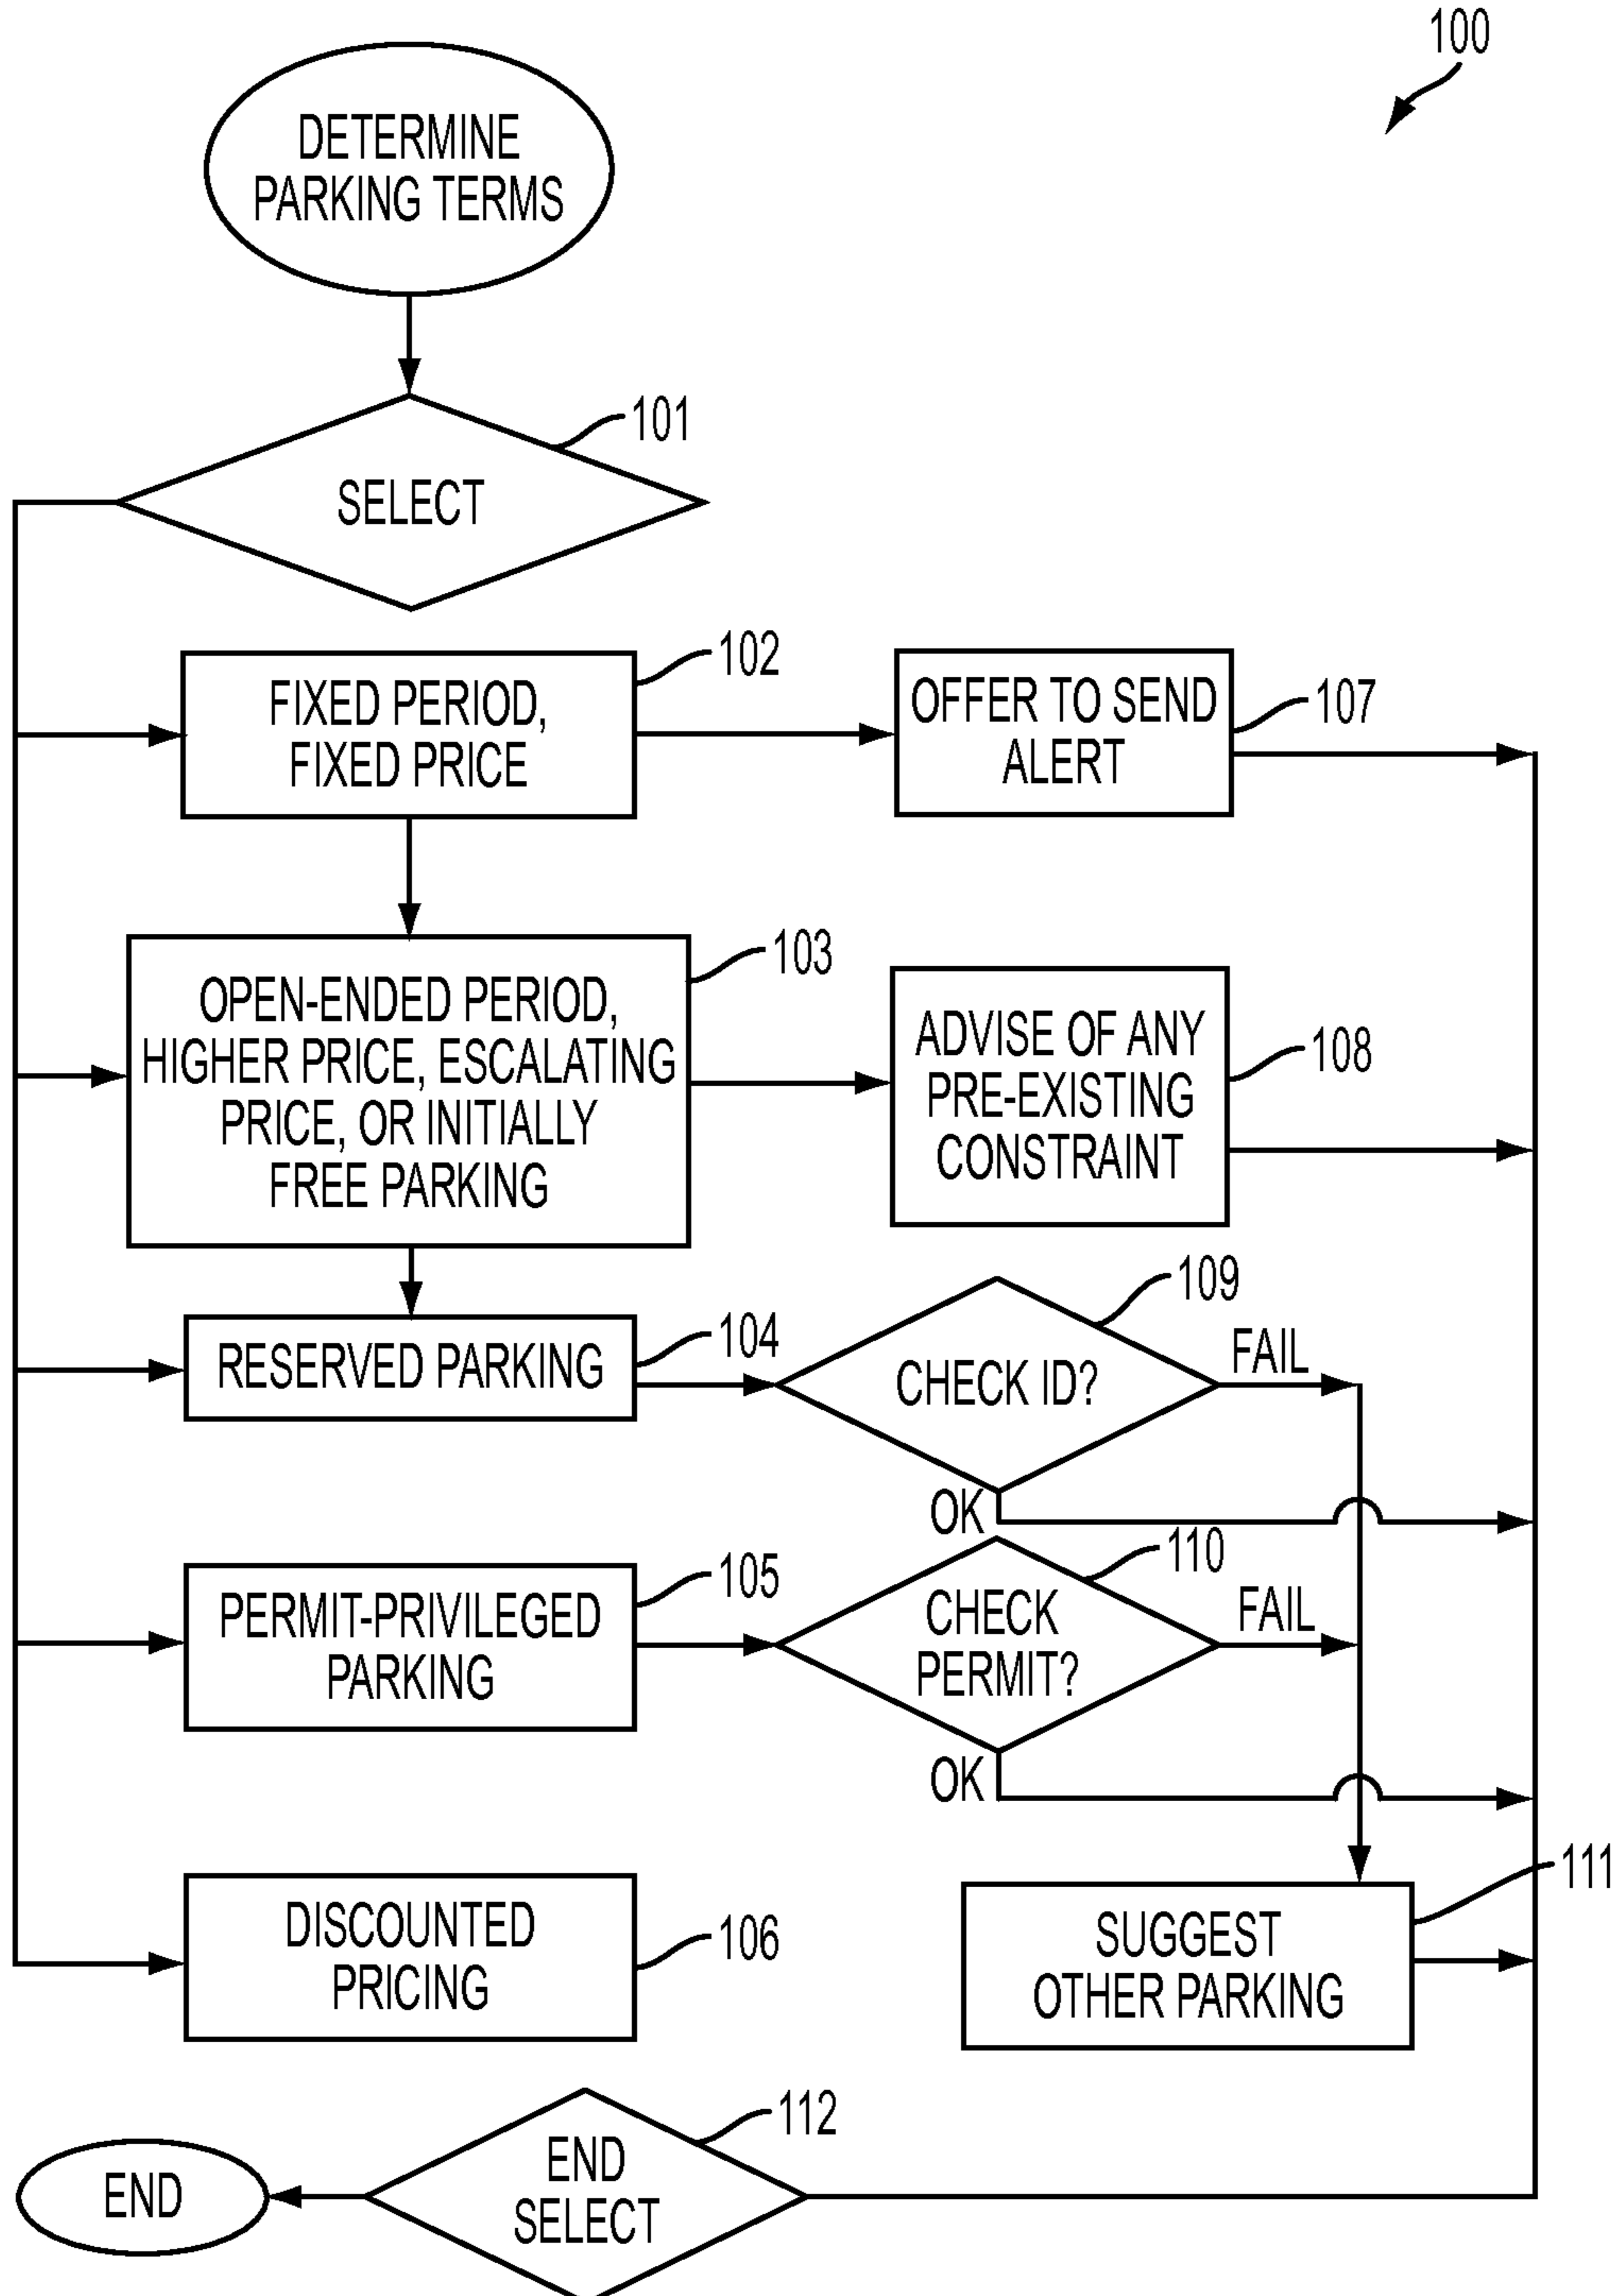 100
DETERMINE
PARKING TERMS
101
SELECT
102
FIXED PERIOD,
FIXED PRICE
OFFER TO SEND
ALERT
107
103
OPEN-ENDED PERIOD,
HIGHER PRICE, ESCALATING
PRICE, OR INITIALLY
FREE PARKING
ADVISE OF ANY
PRE-EXISTING
CONSTRAINT
108
RESERVED PARKING
104
109
CHECK ID?
FAIL
OK
PERMIT-PRIVILEGED
PARKING
105
110
CHECK
PERMIT?
FAIL
OK
DISCOUNTED
PRICING
106
111
SUGGEST
OTHER PARKING
112
END
SELECT
END